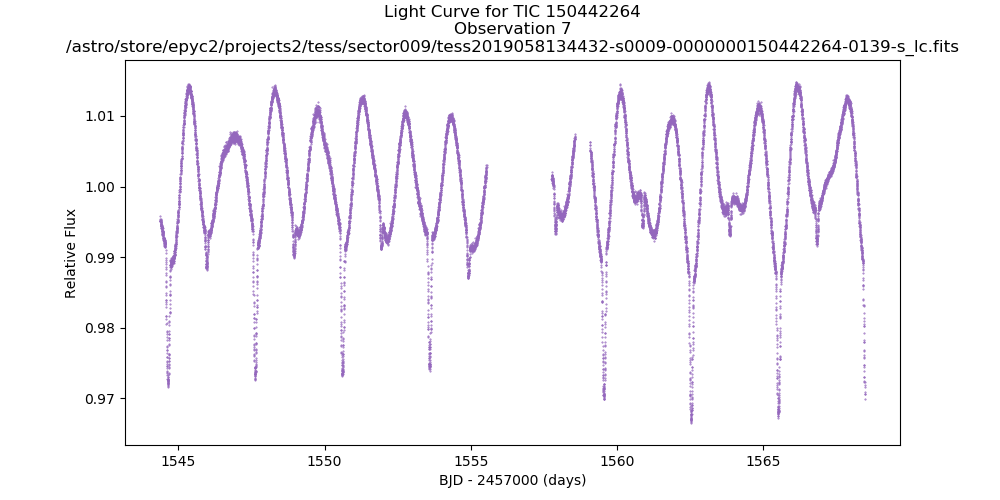 Light Curve for TIC 150442264
Observation 7
/astro/store/epyc2/projects2/tess/sector009/tess2019058134432-s0009-0000000150442264-0139-s_lc.fits
1.01
1.00
0.99
0.98
0.97
Relative Flux
1545
1550
1555
1560
1565
BJD - 2457000 (days)